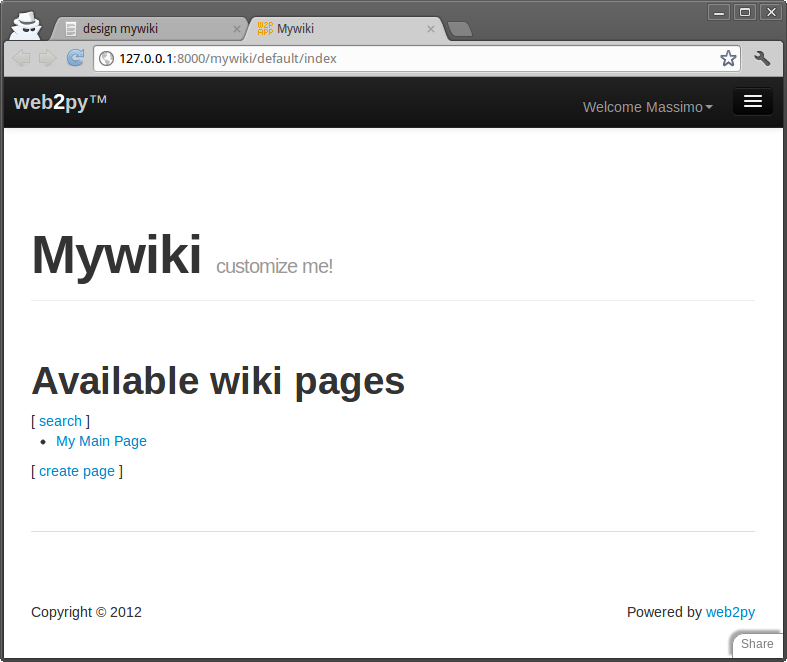 design mywiki
Mywiki
127.0.0.1:8000/mywiki/default/index
web2py™
Welcome Massimo
Mywiki customize me!
Available wiki pages
[ search ]
• My Main Page
[ create page ]
Copyright © 2012
Powered by web2py
Share